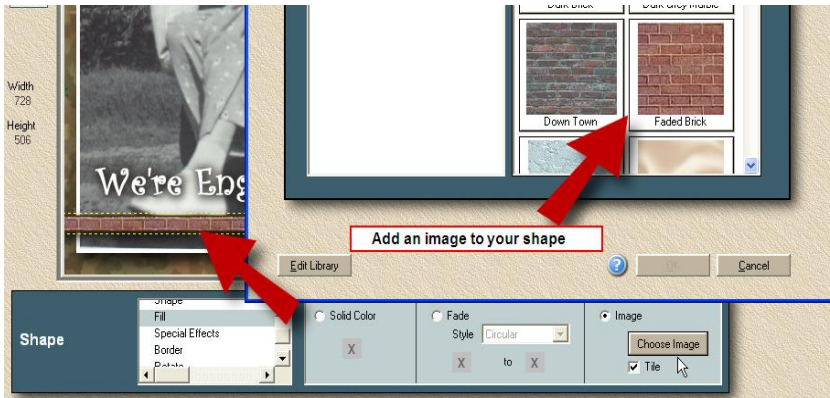 Dark Brick
Dark Grey Marble
Width
728
Height
506
Down Town
Faded Brick
We're Eng
Add an image to your shape
Edit Library
?
OK
Cancel
Shape
Shape
Fill
Special Effects
Border
Rotate
Solid Color
X
Fade
Style Circular
X to X
Image
Choose Image
Tile